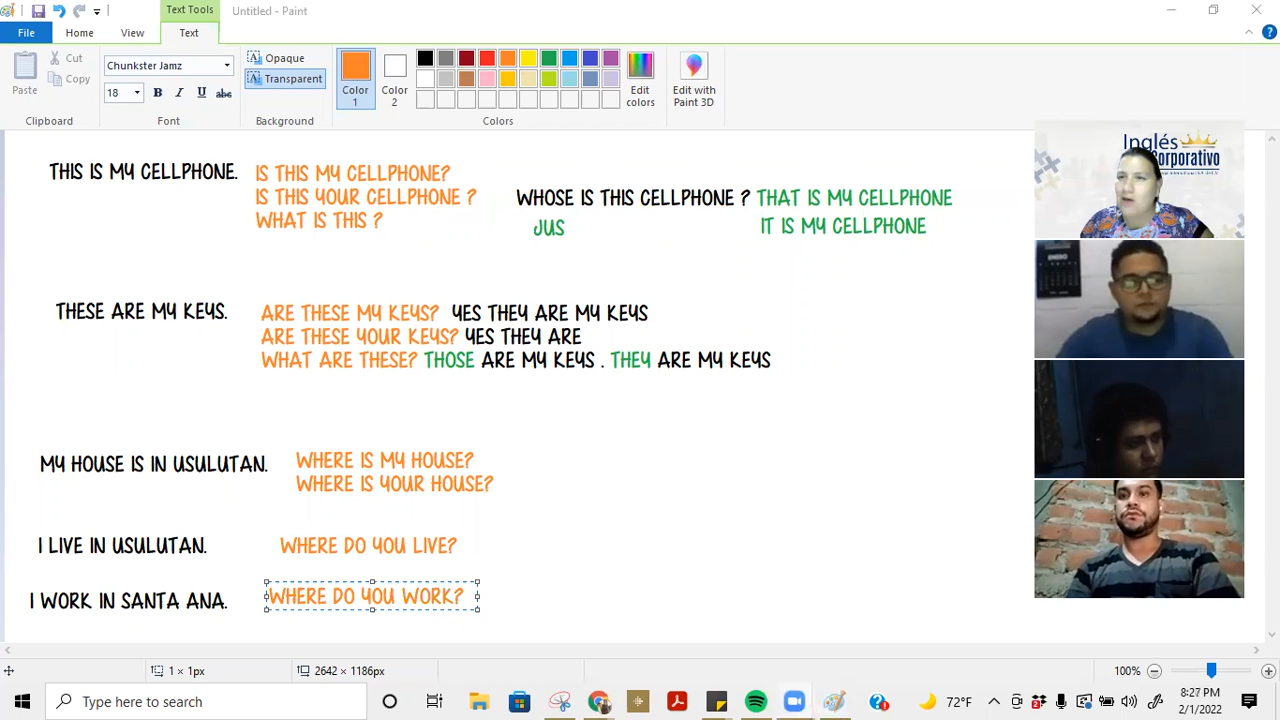 Text Tools
Untitled - Paint
File
Home
View
Text
Paste
Cut
Copy
Clipboard
Chunkster Jamz
18
B I U abc
Font
Opaque
Transparent
Background
Color 1
Color 2
Edit colors
Edit with Paint 3D
Colors
THIS IS MY CELLPHONE.
IS THIS MY CELLPHONE?
IS THIS YOUR CELLPHONE ?
WHAT IS THIS ?
WHOSE IS THIS CELLPHONE ? THAT IS MY CELLPHONE
JUS
IT IS MY CELLPHONE
THESE ARE MY KEYS.
ARE THESE MY KEYS? YES THEY ARE MY KEYS
ARE THESE YOUR KEYS? YES THEY ARE
WHAT ARE THESE? THOSE ARE MY KEYS . THEY ARE MY KEYS
MY HOUSE IS IN USULUTAN.
WHERE IS MY HOUSE?
WHERE IS YOUR HOUSE?
I LIVE IN USULUTAN.
WHERE DO YOU LIVE?
I WORK IN SANTA ANA.
WHERE DO YOU WORK?
Inglés
Corporativo
ENERO
1 × 1px
2642 × 1186px
100%
Type here to search
72°F
8:27 PM
2/1/2022